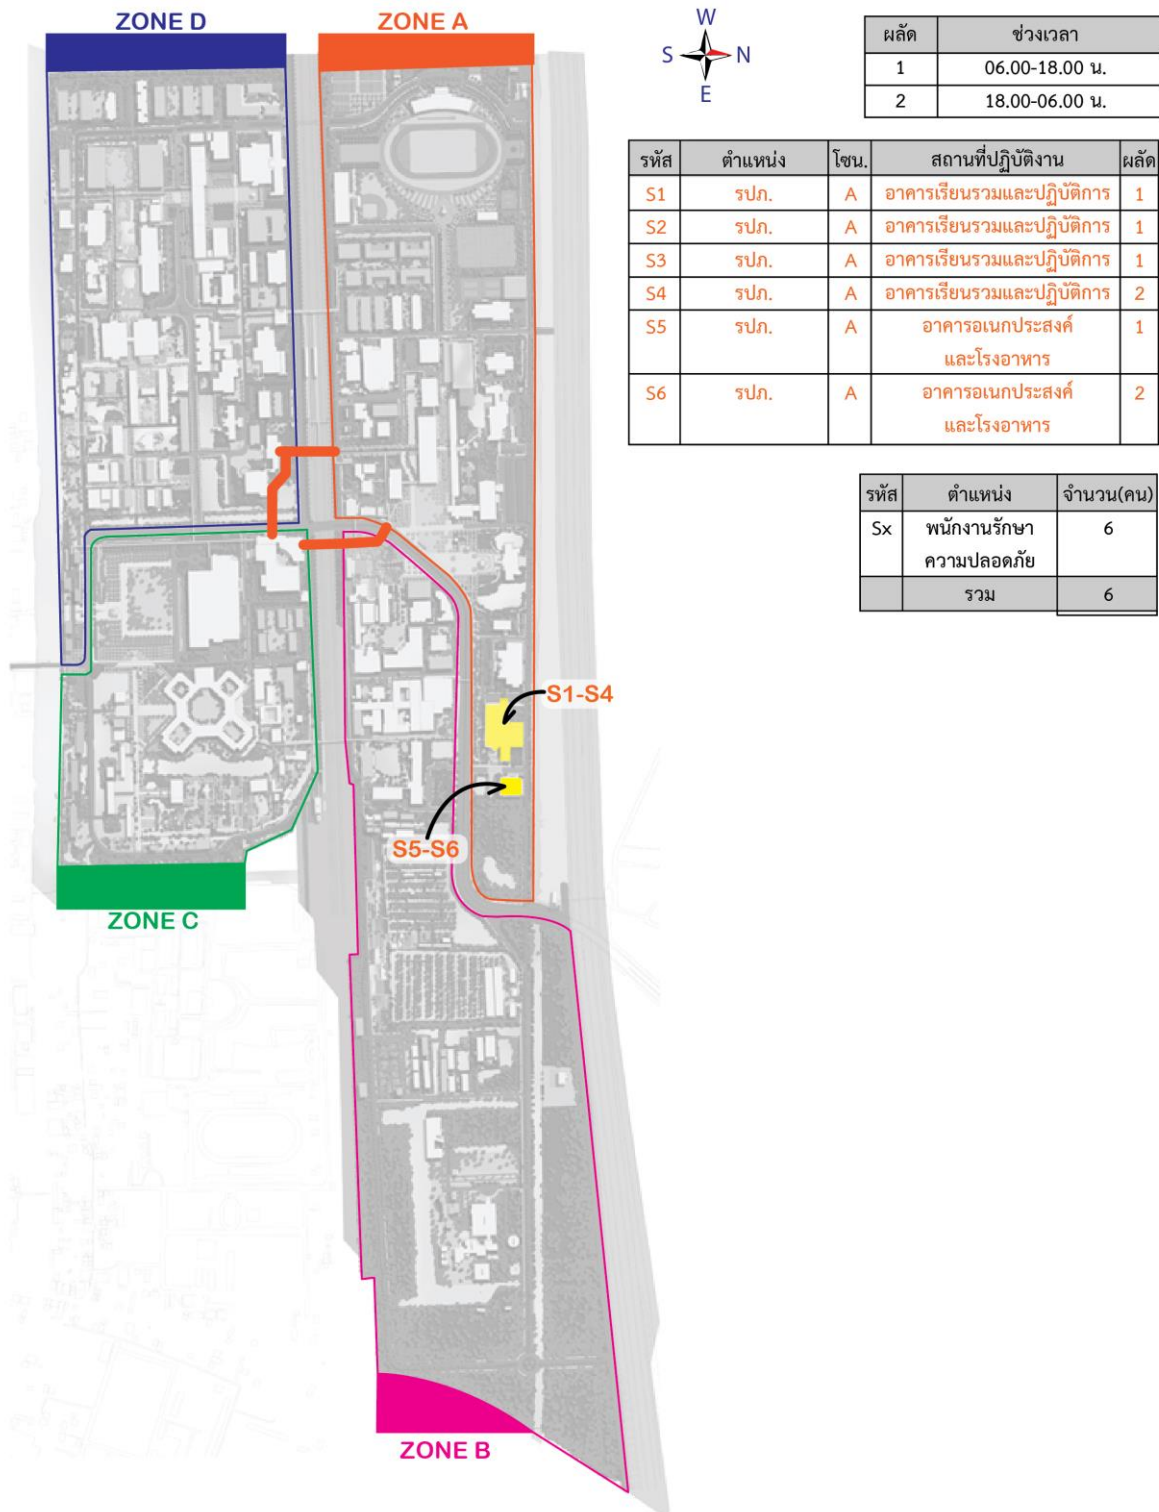 ZONE D
ZONE A
W
S
N
E
ผลัด ช่วงเวลา
1 06.00-18.00 น.
2 18.00-06.00 น.
รหัส ตำแหน่ง โซน. สถานที่ปฏิบัติงาน ผลัด
S1 รปภ. A อาคารเรียนรวมและปฏิบัติการ 1
S2 รปภ. A อาคารเรียนรวมและปฏิบัติการ 1
S3 รปภ. A อาคารเรียนรวมและปฏิบัติการ 1
S4 รปภ. A อาคารเรียนรวมและปฏิบัติการ 2
S5 รปภ. A อาคารอเนกประสงค์ 1
และโรงอาหาร
S6 รปภ. A อาคารอเนกประสงค์ 2
และโรงอาหาร
รหัส ตำแหน่ง จำนวน(คน)
Sx พนักงานรักษา 6
ความปลอดภัย
รวม 6
S1-S4
S5-S6
ZONE C
ZONE B